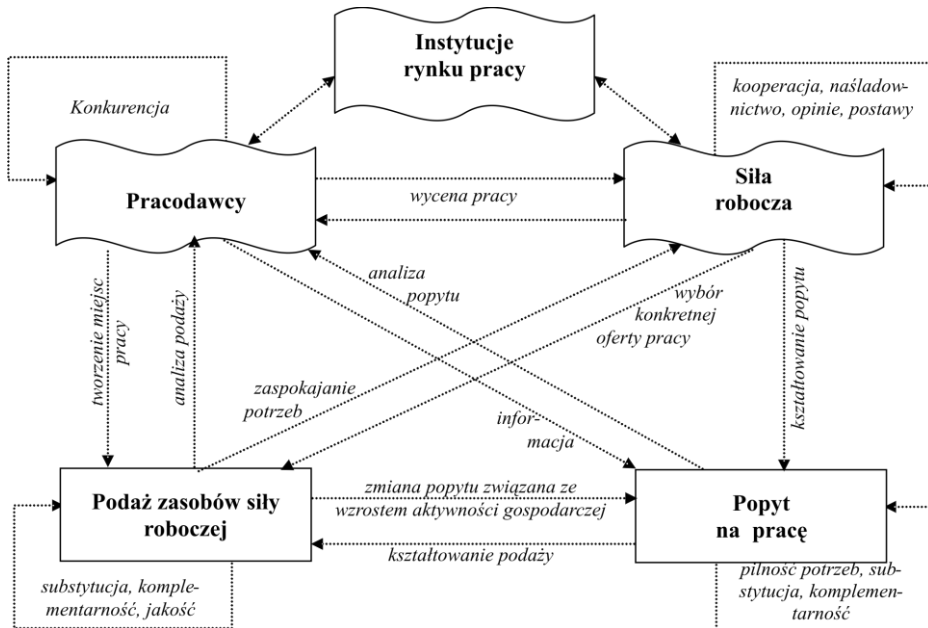 Instytucje
rynku pracy
Konkurencja
kooperacja, naśladow-
nictwo, opinie, postawy
Pracodawcy
wycena pracy
Siła
robocza
tworzenie miejsc
pracy
analiza podaży
analiza
popytu
wybór
konkretnej
oferty pracy
kształtowanie popytu
zaspokajanie
potrzeb
infor-
macja
Podaż zasobów siły
roboczej
zmiana popytu związana ze
wzrostem aktywności gospodarczej
kształtowanie podaży
Popyt
na pracę
substytucja, komple-
mentarność, jakość
pilność potrzeb, sub-
stytucja, komplemen-
tarność